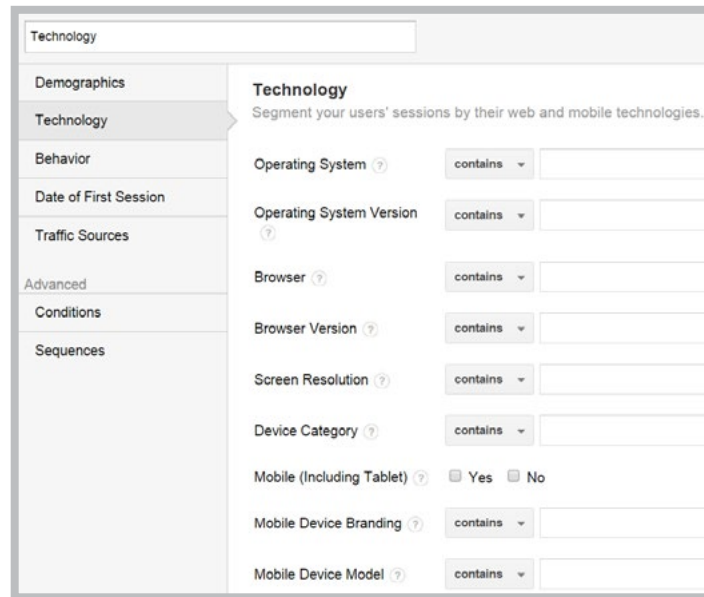 Technology
Demographics
Technology
Behavior
Date of First Session
Traffic Sources
Advanced
Conditions
Sequences
Technology
Segment your users' sessions by their web and mobile technologies.
Operating System ? contains
Operating System Version
? contains
Browser ? contains
Browser Version ? contains
Screen Resolution ? contains
Device Category ? contains
Mobile (Including Tablet) ? Yes No
Mobile Device Branding ? contains
Mobile Device Model ? contains